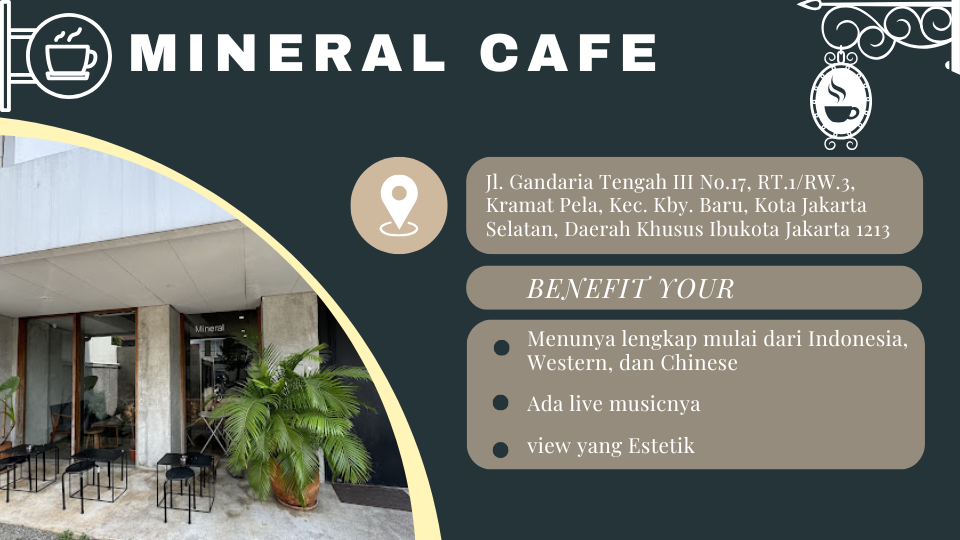 MINERAL CAFE
Jl. Gandaria Tengah III No.17, RT.1/RW.3,
Kramat Pela, Kec. Kby. Baru, Kota Jakarta
Selatan, Daerah Khusus Ibukota Jakarta 1213
BENEFIT YOUR
Menunya lengkap mulai dari Indonesia,
Western, dan Chinese
Ada live musicnya
view yang Estetik
Mineral